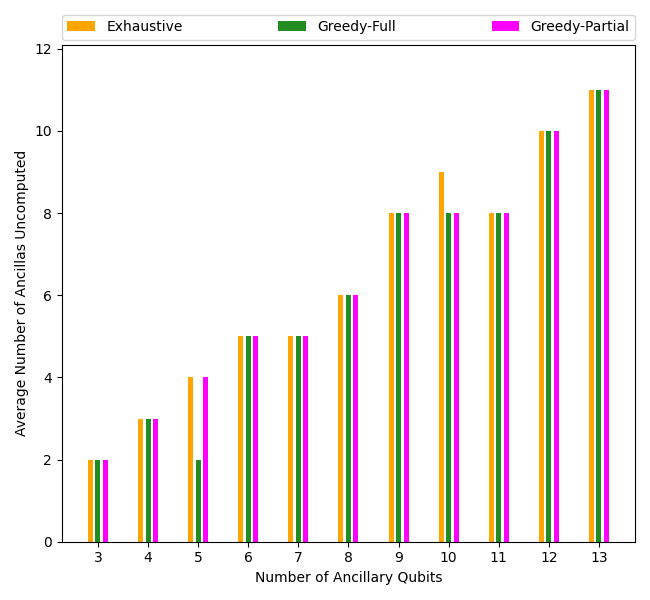 Exhaustive Greedy-Full Greedy-Partial
12
10
8
6
4
2
0
Average Number of Ancillas Uncomputed
3 4 5 6 7 8 9 10 11 12 13
Number of Ancillary Qubits